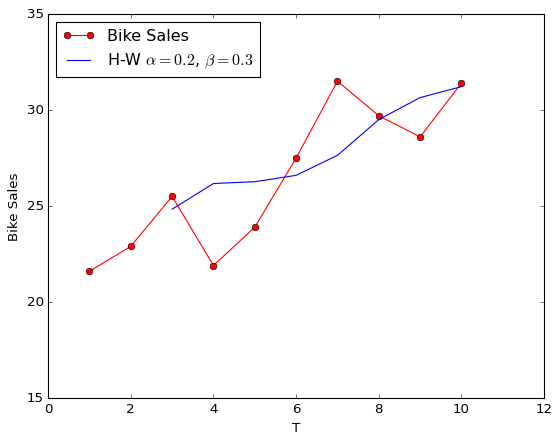 Bike Sales
H-W α = 0.2, β = 0.3
35
30
25
20
15
Bike Sales
0 2 4 6 8 10 12
T